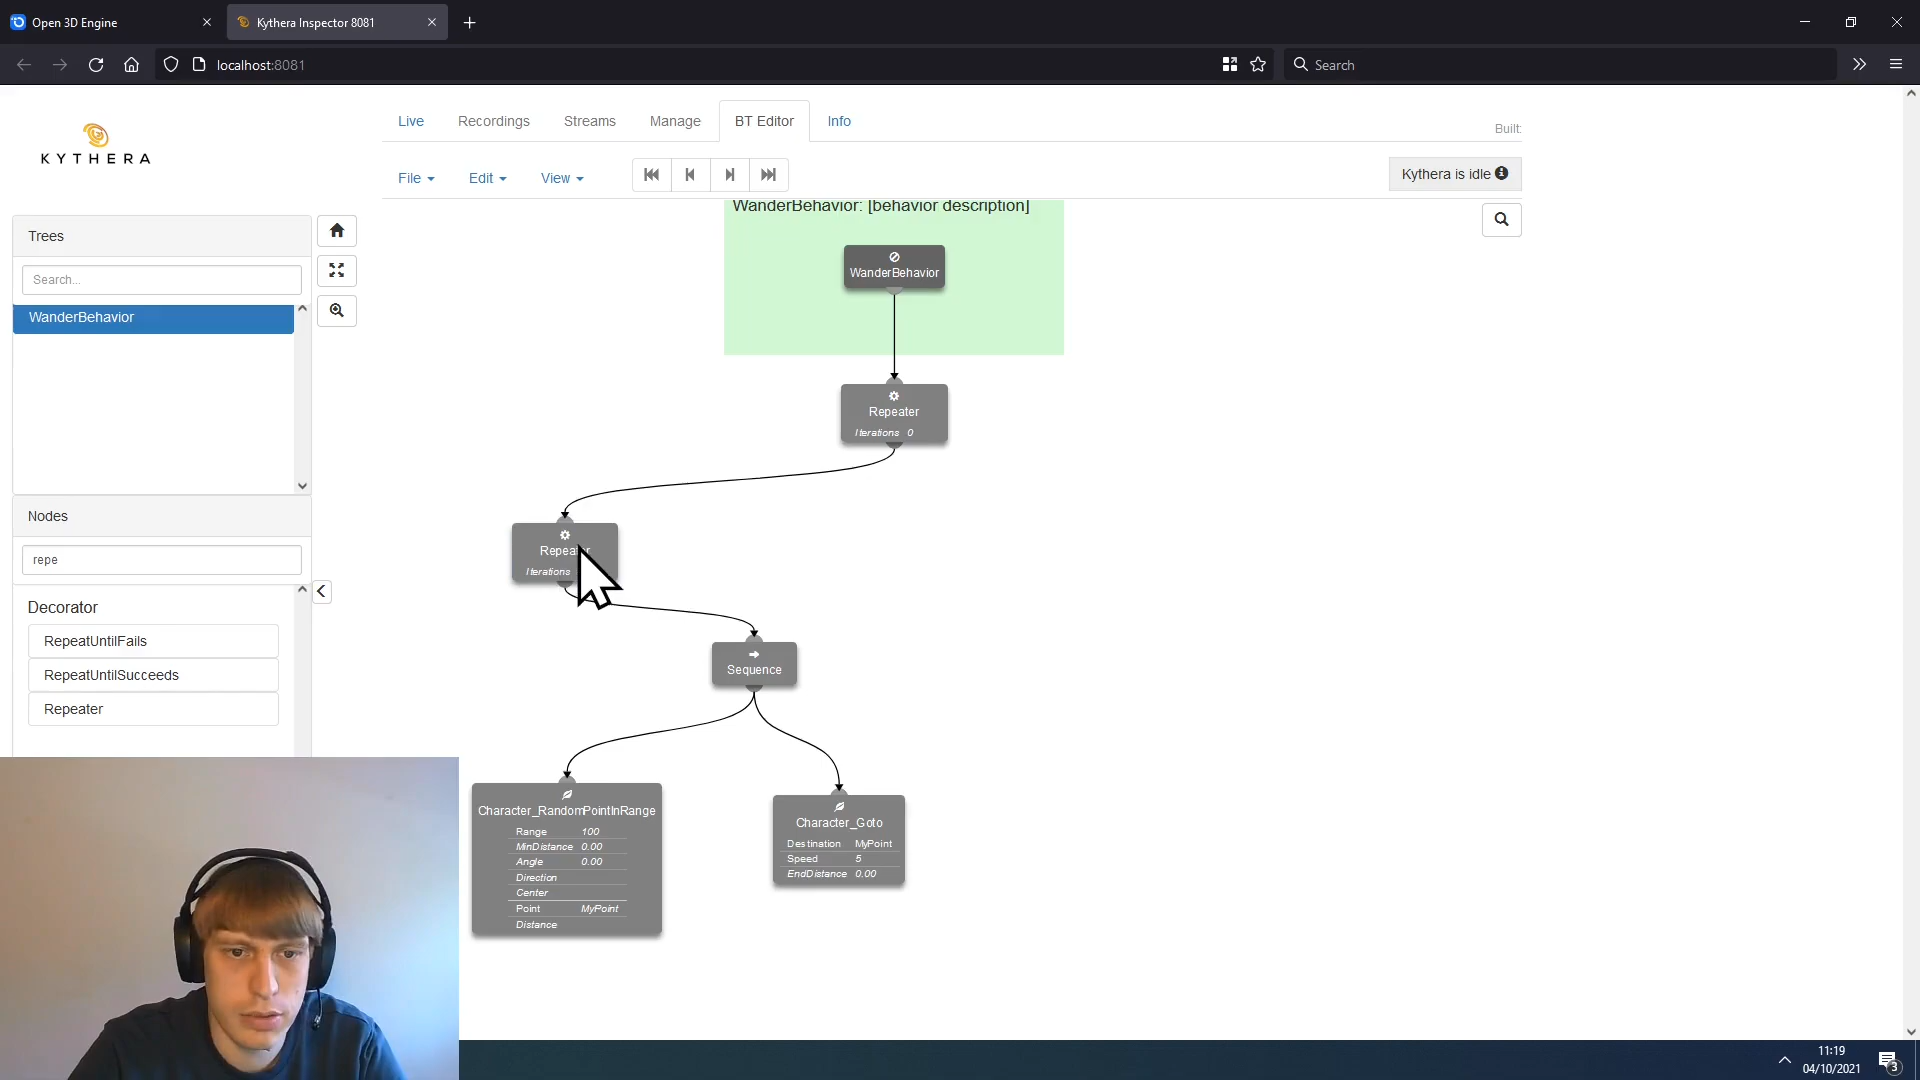 Open 3D Engine
Kythera Inspector 8081
localhost:8081
Search
KYTHERA
Live
Recordings
Streams
Manage
BT Editor
Info
Built:
File
Edit
View
Kythera is idle
Trees
Search...
WanderBehavior
Nodes
repe
Decorator
RepeatUntilFails
RepeatUntilSucceeds
Repeater
WanderBehavior: [behavior description]
WanderBehavior
Repeater
Iterations 0
Iterations
Sequence
Character_RandomPointInRange
Range 100
MinDistance 0.00
Angle 0.00
Direction
Center
Point MyPoint
Distance
Character_Goto
Destination MyPoint
Speed 5
EndDistance 0.00
11:19
04/10/2021
3